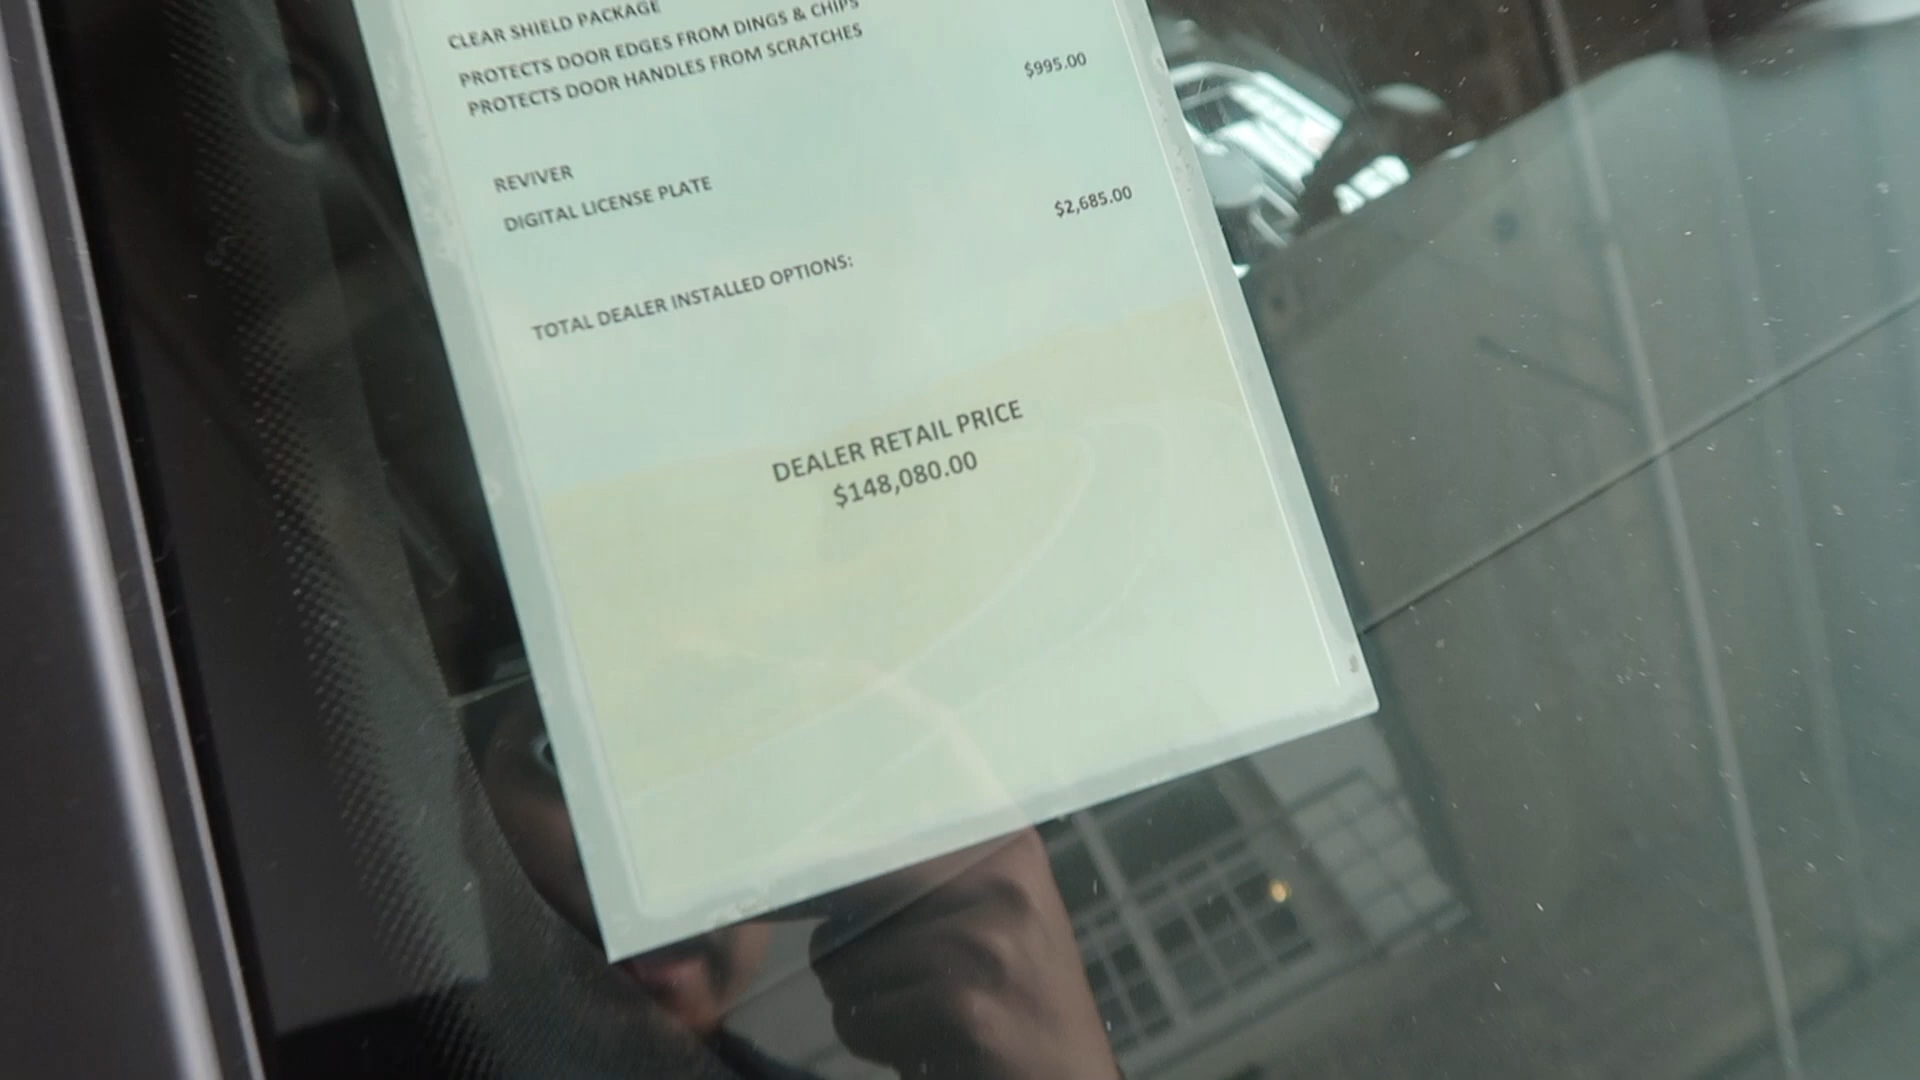 CLEAR SHIELD PACKAGE
PROTECTS DOOR EDGES FROM DINGS & CHIPS
PROTECTS DOOR HANDLES FROM SCRATCHES
REVIVER $995.00
DIGITAL LICENSE PLATE
TOTAL DEALER INSTALLED OPTIONS: $2,685.00
DEALER RETAIL PRICE
$148,080.00